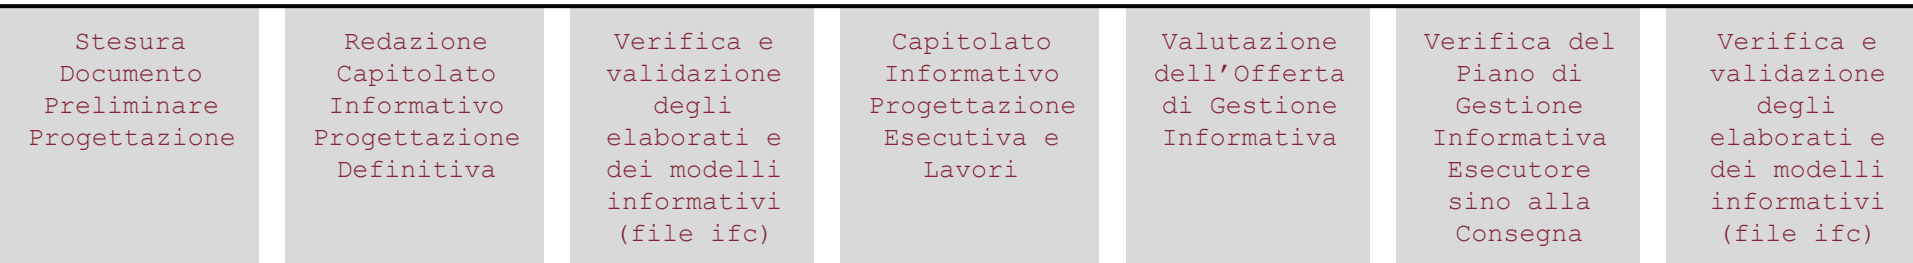 Stesura
Documento
Preliminare
Progettazione
Redazione
Capitolato
Informativo
Progettazione
Definitiva
Verifica e
validazione
degli
elaborati e
dei modelli
informativi
(file ifc)
Capitolato
Informativo
Progettazione
Esecutiva e
Lavori
Valutazione
dell’Offerta
di Gestione
Informativa
Verifica del
Piano di
Gestione
Informativa
Esecutore
sino alla
Consegna
Verifica e
validazione
degli
elaborati e
dei modelli
informativi
(file ifc)